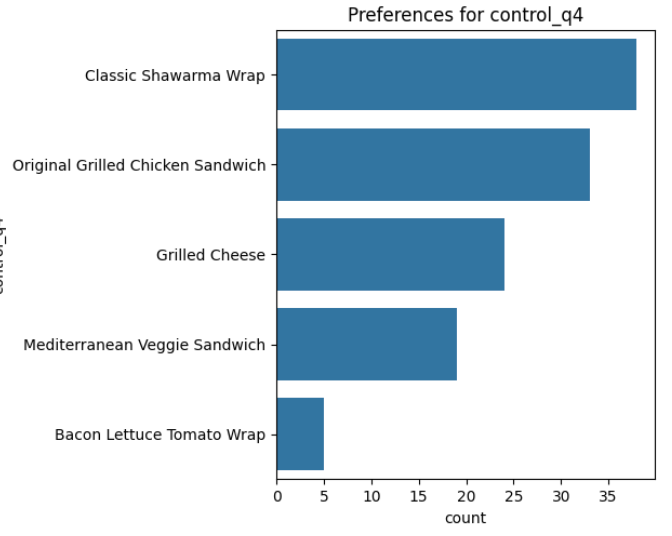 Preferences for control_q4
Classic Shawarma Wrap
Original Grilled Chicken Sandwich
Grilled Cheese
Mediterranean Veggie Sandwich
Bacon Lettuce Tomato Wrap
control_q4
0 5 10 15 20 25 30 35
count